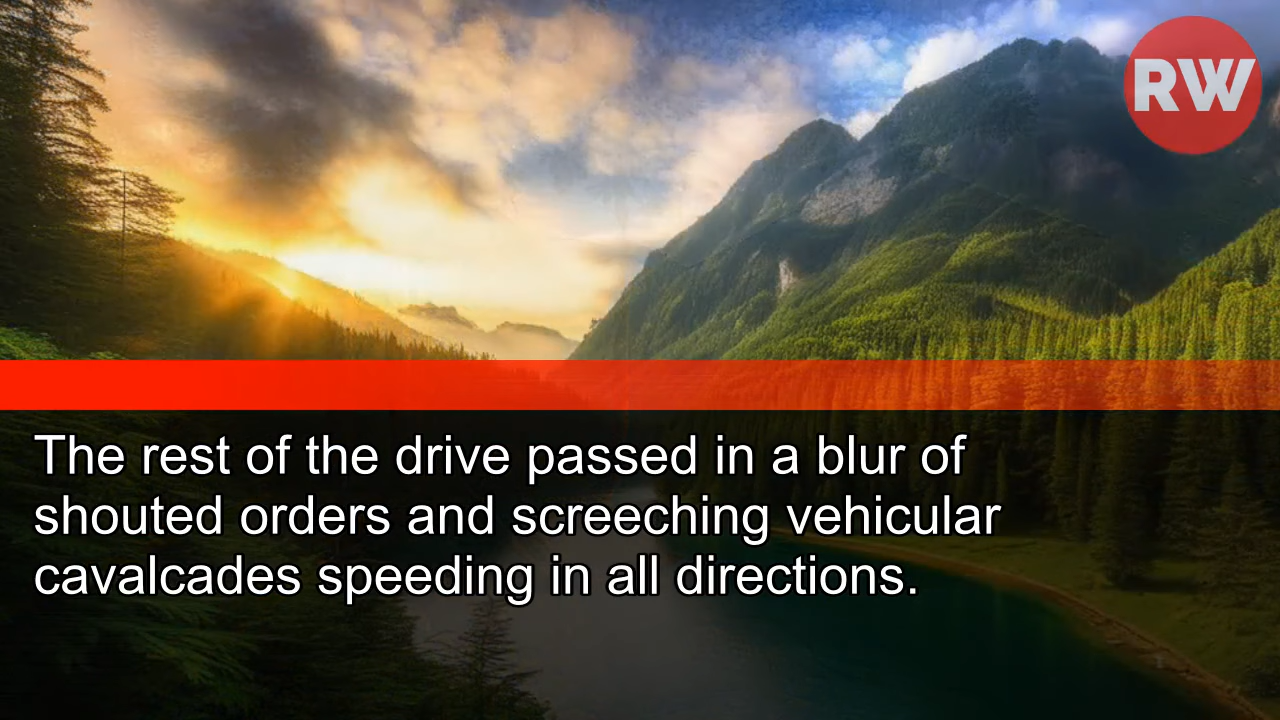 RW
The rest of the drive passed in a blur of
shouted orders and screeching vehicular
cavalcades speeding in all directions.